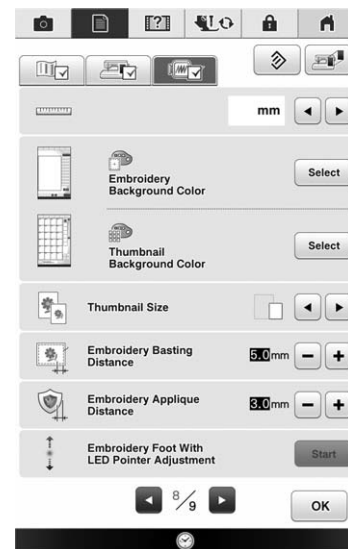 mm
Embroidery
Background Color
Select
Thumbnail
Background Color
Select
Thumbnail Size
Embroidery Basting
Distance
5.0mm
Embroidery Applique
Distance
3.0mm
Embroidery Foot With
LED Pointer Adjustment
Start
8/9
OK